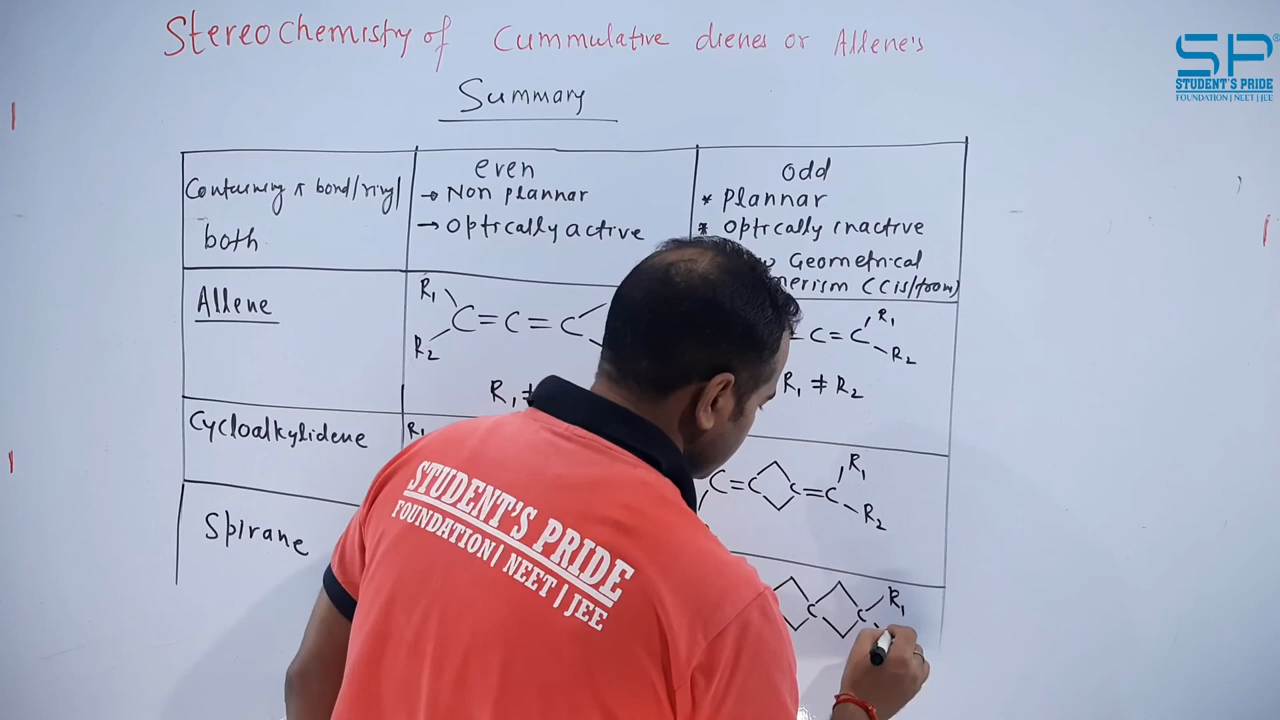 Stereochemistry of Cummulative dienes or Allene's
SP®
STUDENT'S PRIDE
FOUNDATION | NEET | JEE
Summary
Containing π bond/ring/
both
even
→ Non plannar
→ Optically active
odd
* Plannar
* Optically inactive
Geometrical
(cis/trans)
Allene
R1
R2
C=C=C
R1 ≠
C=C
R1
R2
R1 ≠ R2
Cycloalkylidene
R1
C=C
C=C
R1
R2
Spirane
C
C
R1
STUDENT'S PRIDE
FOUNDATION| NEET | JEE